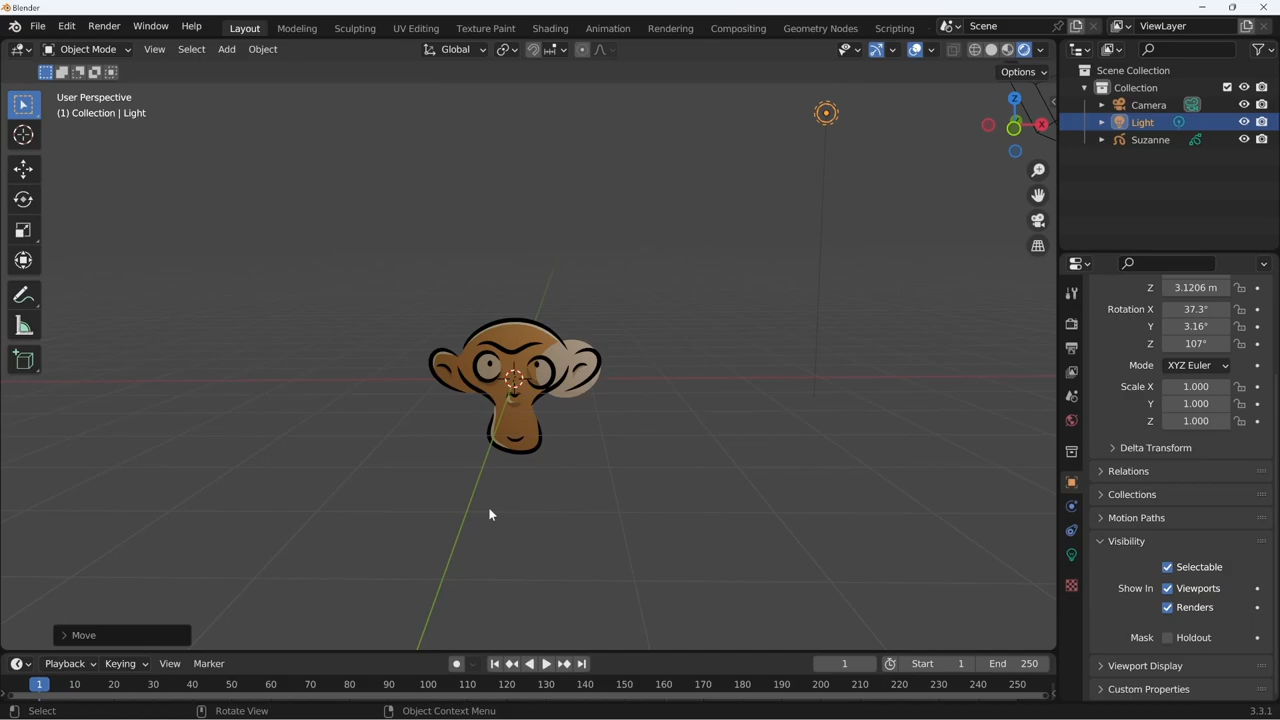 Blender
File Edit Render Window Help Layout Modeling Sculpting UV Editing Texture Paint Shading Animation Rendering Compositing Geometry Nodes Scripting Scene ViewLayer
Object Mode View Select Add Object Global
Options
User Perspective
(1) Collection | Light
Z
X
Scene Collection
Collection
Camera
Light
Suzanne
Z 3.1206 m
Rotation X 37.3°
Y 3.16°
Z 107°
Mode XYZ Euler
Scale X 1.000
Y 1.000
Z 1.000
Delta Transform
Relations
Collections
Motion Paths
Visibility
Selectable
Show In Viewports
Renders
Mask Holdout
Viewport Display
Custom Properties
Move
Playback Keying View Marker 1 Start 1 End 250
1 10 20 30 40 50 60 70 80 90 100 110 120 130 140 150 160 170 180 190 200 210 220 230 240 250
Select Rotate View Object Context Menu 3.3.1